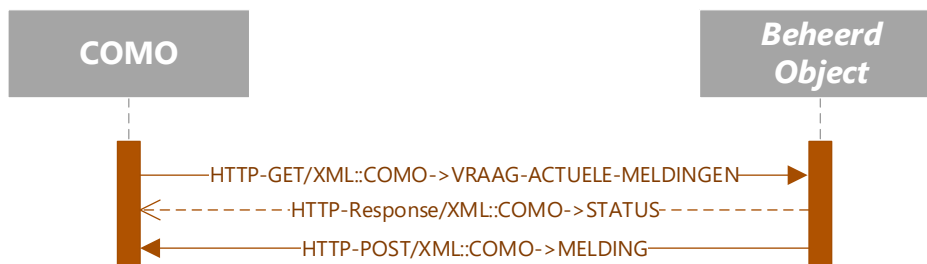 COMO
Beheerd
Object
HTTP-GET/XML::COMO->VRAAG-ACTUELE-MELDINGEN
HTTP-Response/XML::COMO->STATUS
HTTP-POST/XML::COMO->MELDING